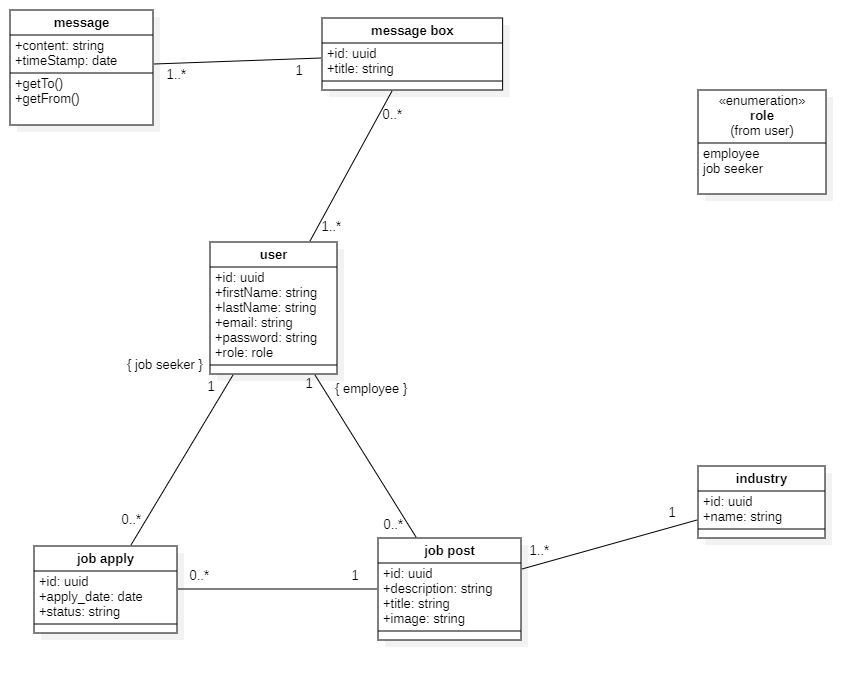 message
+content: string
+timeStamp: date
+getTo()
+getFrom()
1..*
1
message box
+id: uuid
+title: string
0..*
«enumeration»
role
(from user)
employee
job seeker
1..*
user
+id: uuid
+firstName: string
+lastName: string
+email: string
+password: string
+role: role
{ job seeker }
1
1
{ employee }
0..*
0..*
job apply
+id: uuid
+apply_date: date
+status: string
0..*
1
job post
+id: uuid
+description: string
+title: string
+image: string
1..*
1
industry
+id: uuid
+name: string